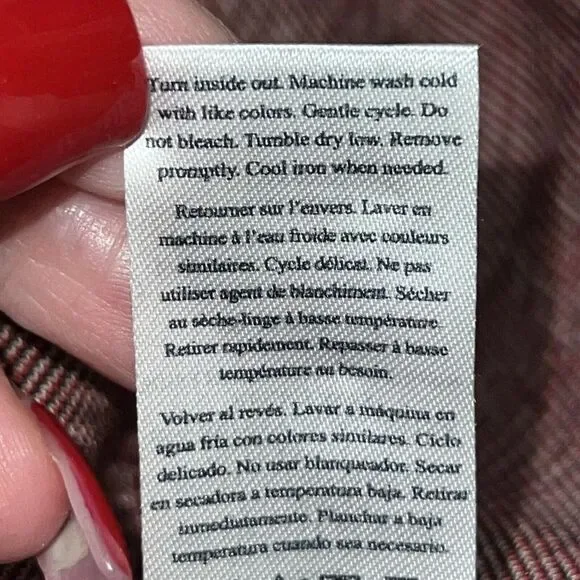 Turn inside out. Machine wash cold
with like colors. Gentle cycle. Do
not bleach. Tumble dry low. Remove
promptly. Cool iron when needed.
Retourner sur l'envers. Laver en
machine à l'eau froide avec couleurs
similaires. Cycle délicat. Ne pas
utiliser agent de blanchiment. Sécher
au sèche-linge à basse température.
Retirer rapidement. Repasser à basse
température au besoin.
Volver al revés. Lavar a máquina en
agua fría con colores similares. Ciclo
delicado. No usar blanqueador. Secar
en secadora a temperatura baja. Retirar
inmediatamente. Planchar a baja
temperatura cuando sea necesario.